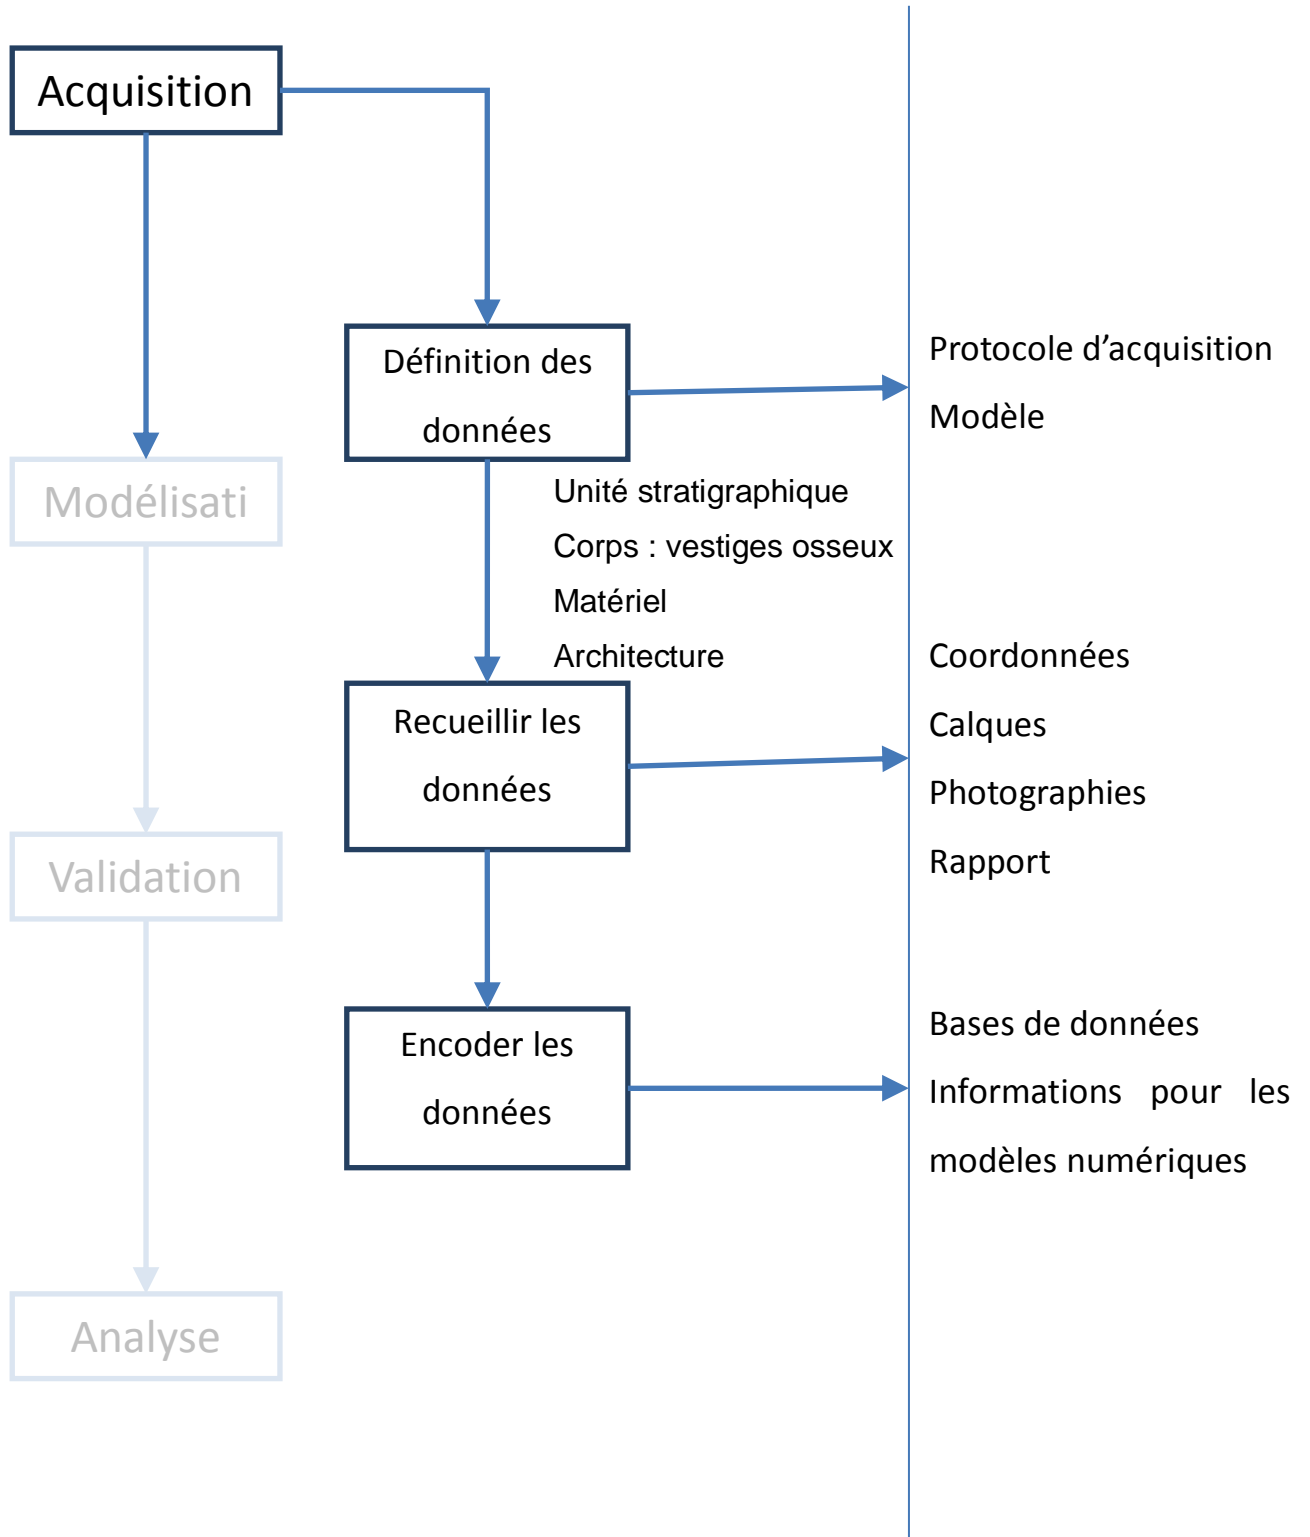 Acquisition
Modélisati
Validation
Analyse
Définition des
données
Unité stratigraphique
Corps : vestiges osseux
Matériel
Architecture
Recueillir les
données
Encoder les
données
Protocole d’acquisition
Modèle
Coordonnées
Calques
Photographies
Rapport
Bases de données
Informations pour les
modèles numériques